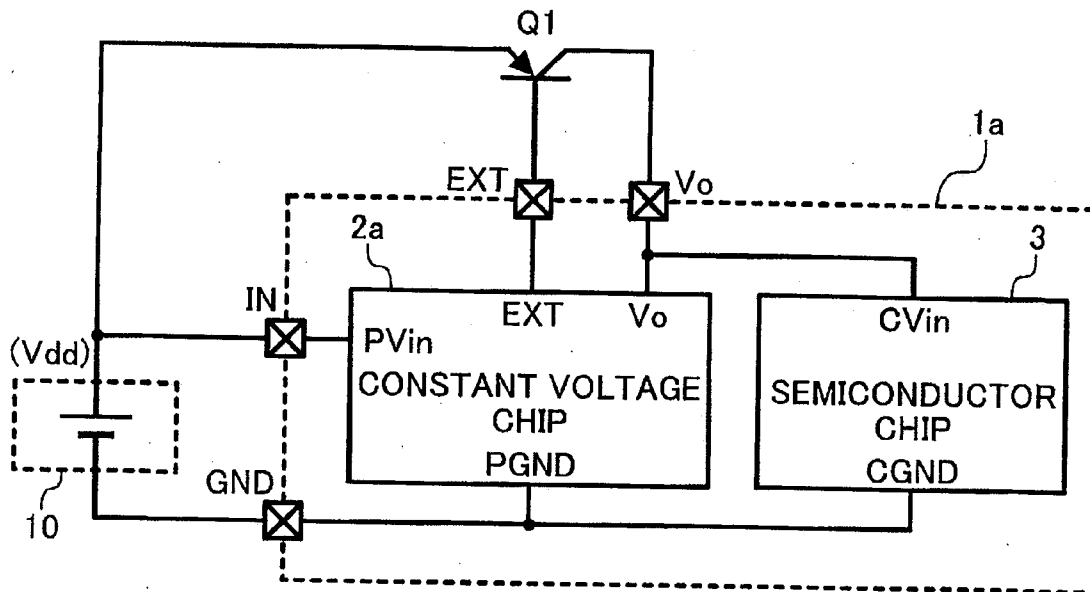 Q1
1a
EXT
Vo
2a
3
IN
EXT
Vo
CVin
(Vdd)
PVin
CONSTANT VOLTAGE
CHIP
SEMICONDUCTOR
CHIP
PGND
CGND
GND
10